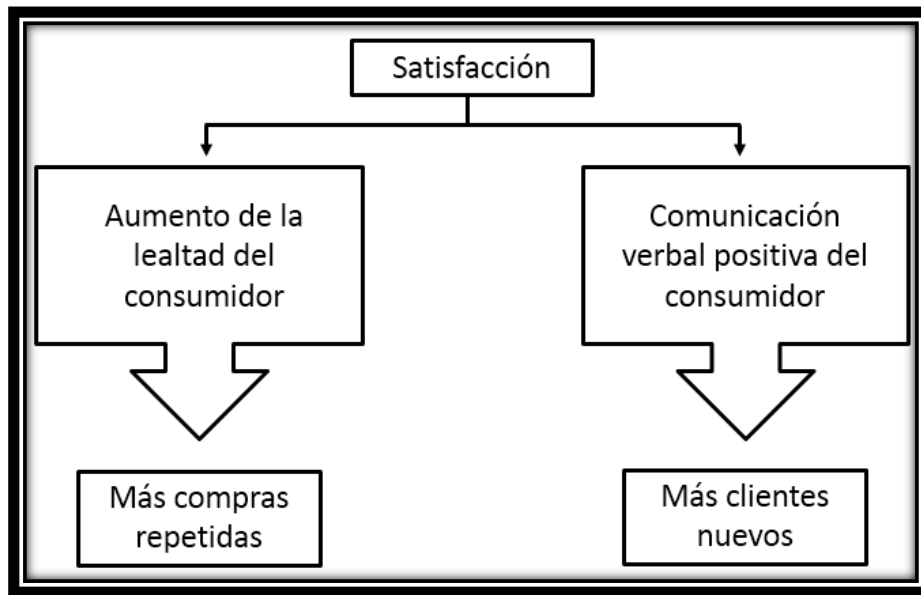 Satisfacción
Aumento de la
lealtad del
consumidor
Comunicación
verbal positiva del
consumidor
Más compras
repetidas
Más clientes
nuevos